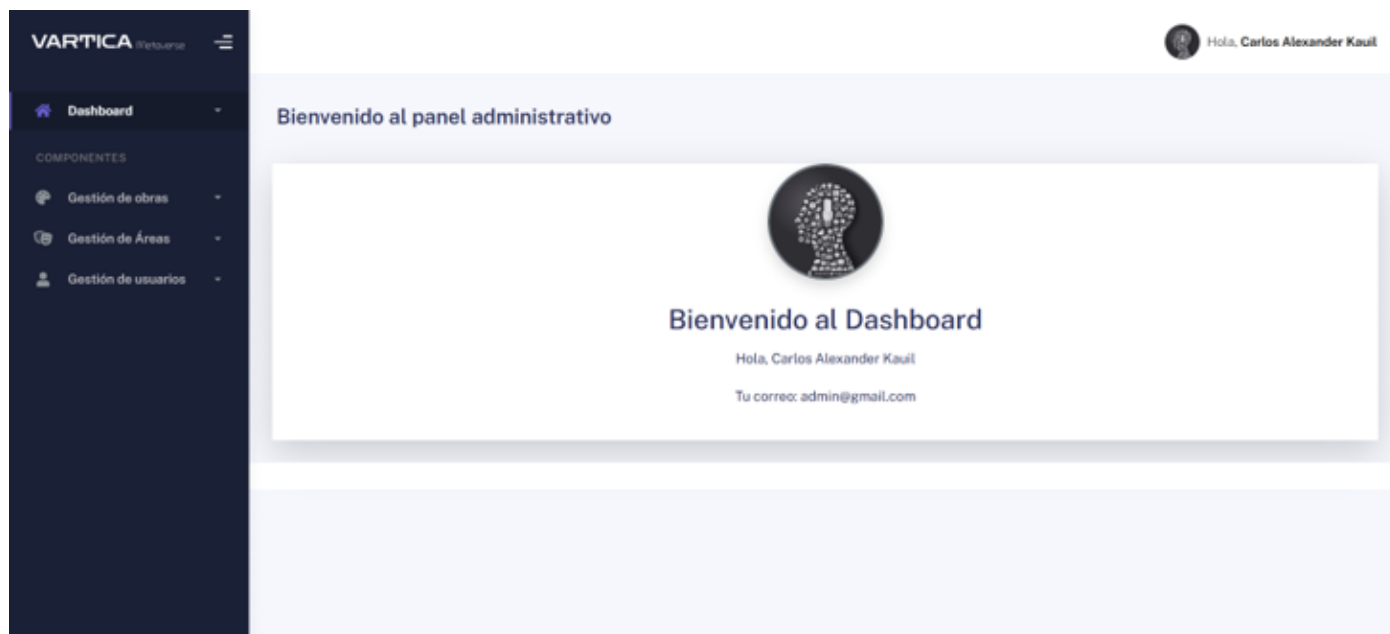 VARTICA Metaverse
Hola, Carlos Alexander Kauil
Dashboard
COMPONENTES
Gestión de obras
Gestión de Áreas
Gestión de usuarios
Bienvenido al panel administrativo
Bienvenido al Dashboard
Hola, Carlos Alexander Kauil
Tu correo: admin@gmail.com